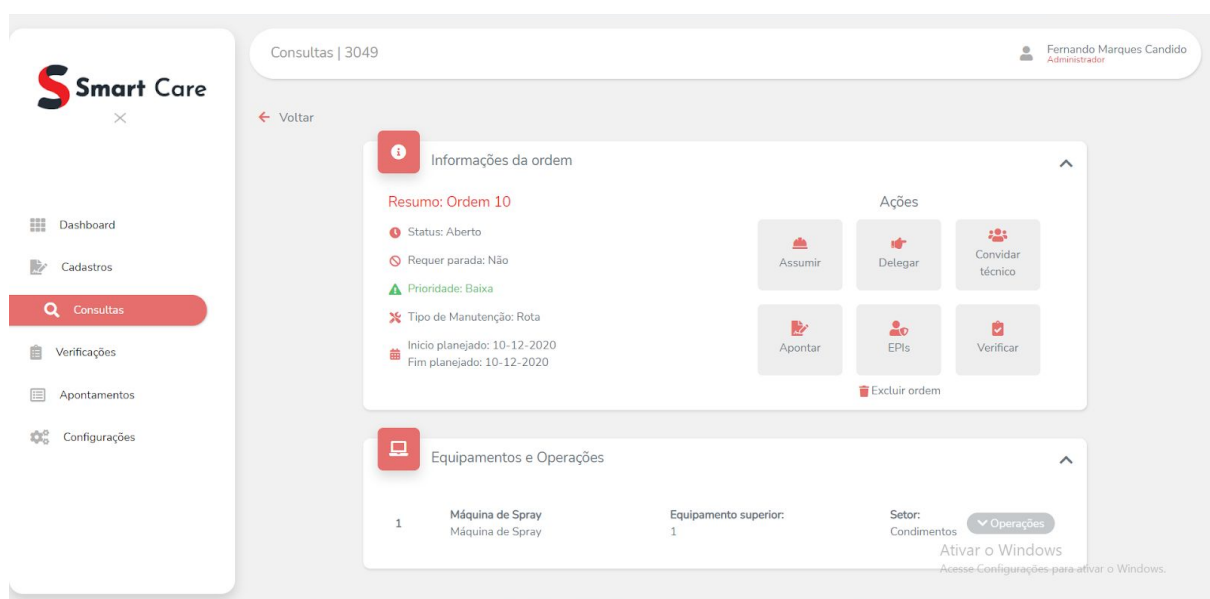 Smart Care
Consultas | 3049
Fernando Marques Candido
Administrador
Voltar
Dashboard
Cadastros
Consultas
Verificações
Apontamentos
Configurações
Informações da ordem
Resumo: Ordem 10
Status: Aberto
Requer parada: Não
Prioridade: Baixa
Tipo de Manutenção: Rota
Inicio planejado: 10-12-2020
Fim planejado: 10-12-2020
Ações
Assumir
Delegar
Convidar
técnico
Apontar
EPIs
Verificar
Excluir ordem
Equipamentos e Operações
1
Máquina de Spray
Máquina de Spray
Equipamento superior:
1
Setor:
Condimentos
Operações
Ativar o Windows
Acesse Configurações para ativar o Windows.